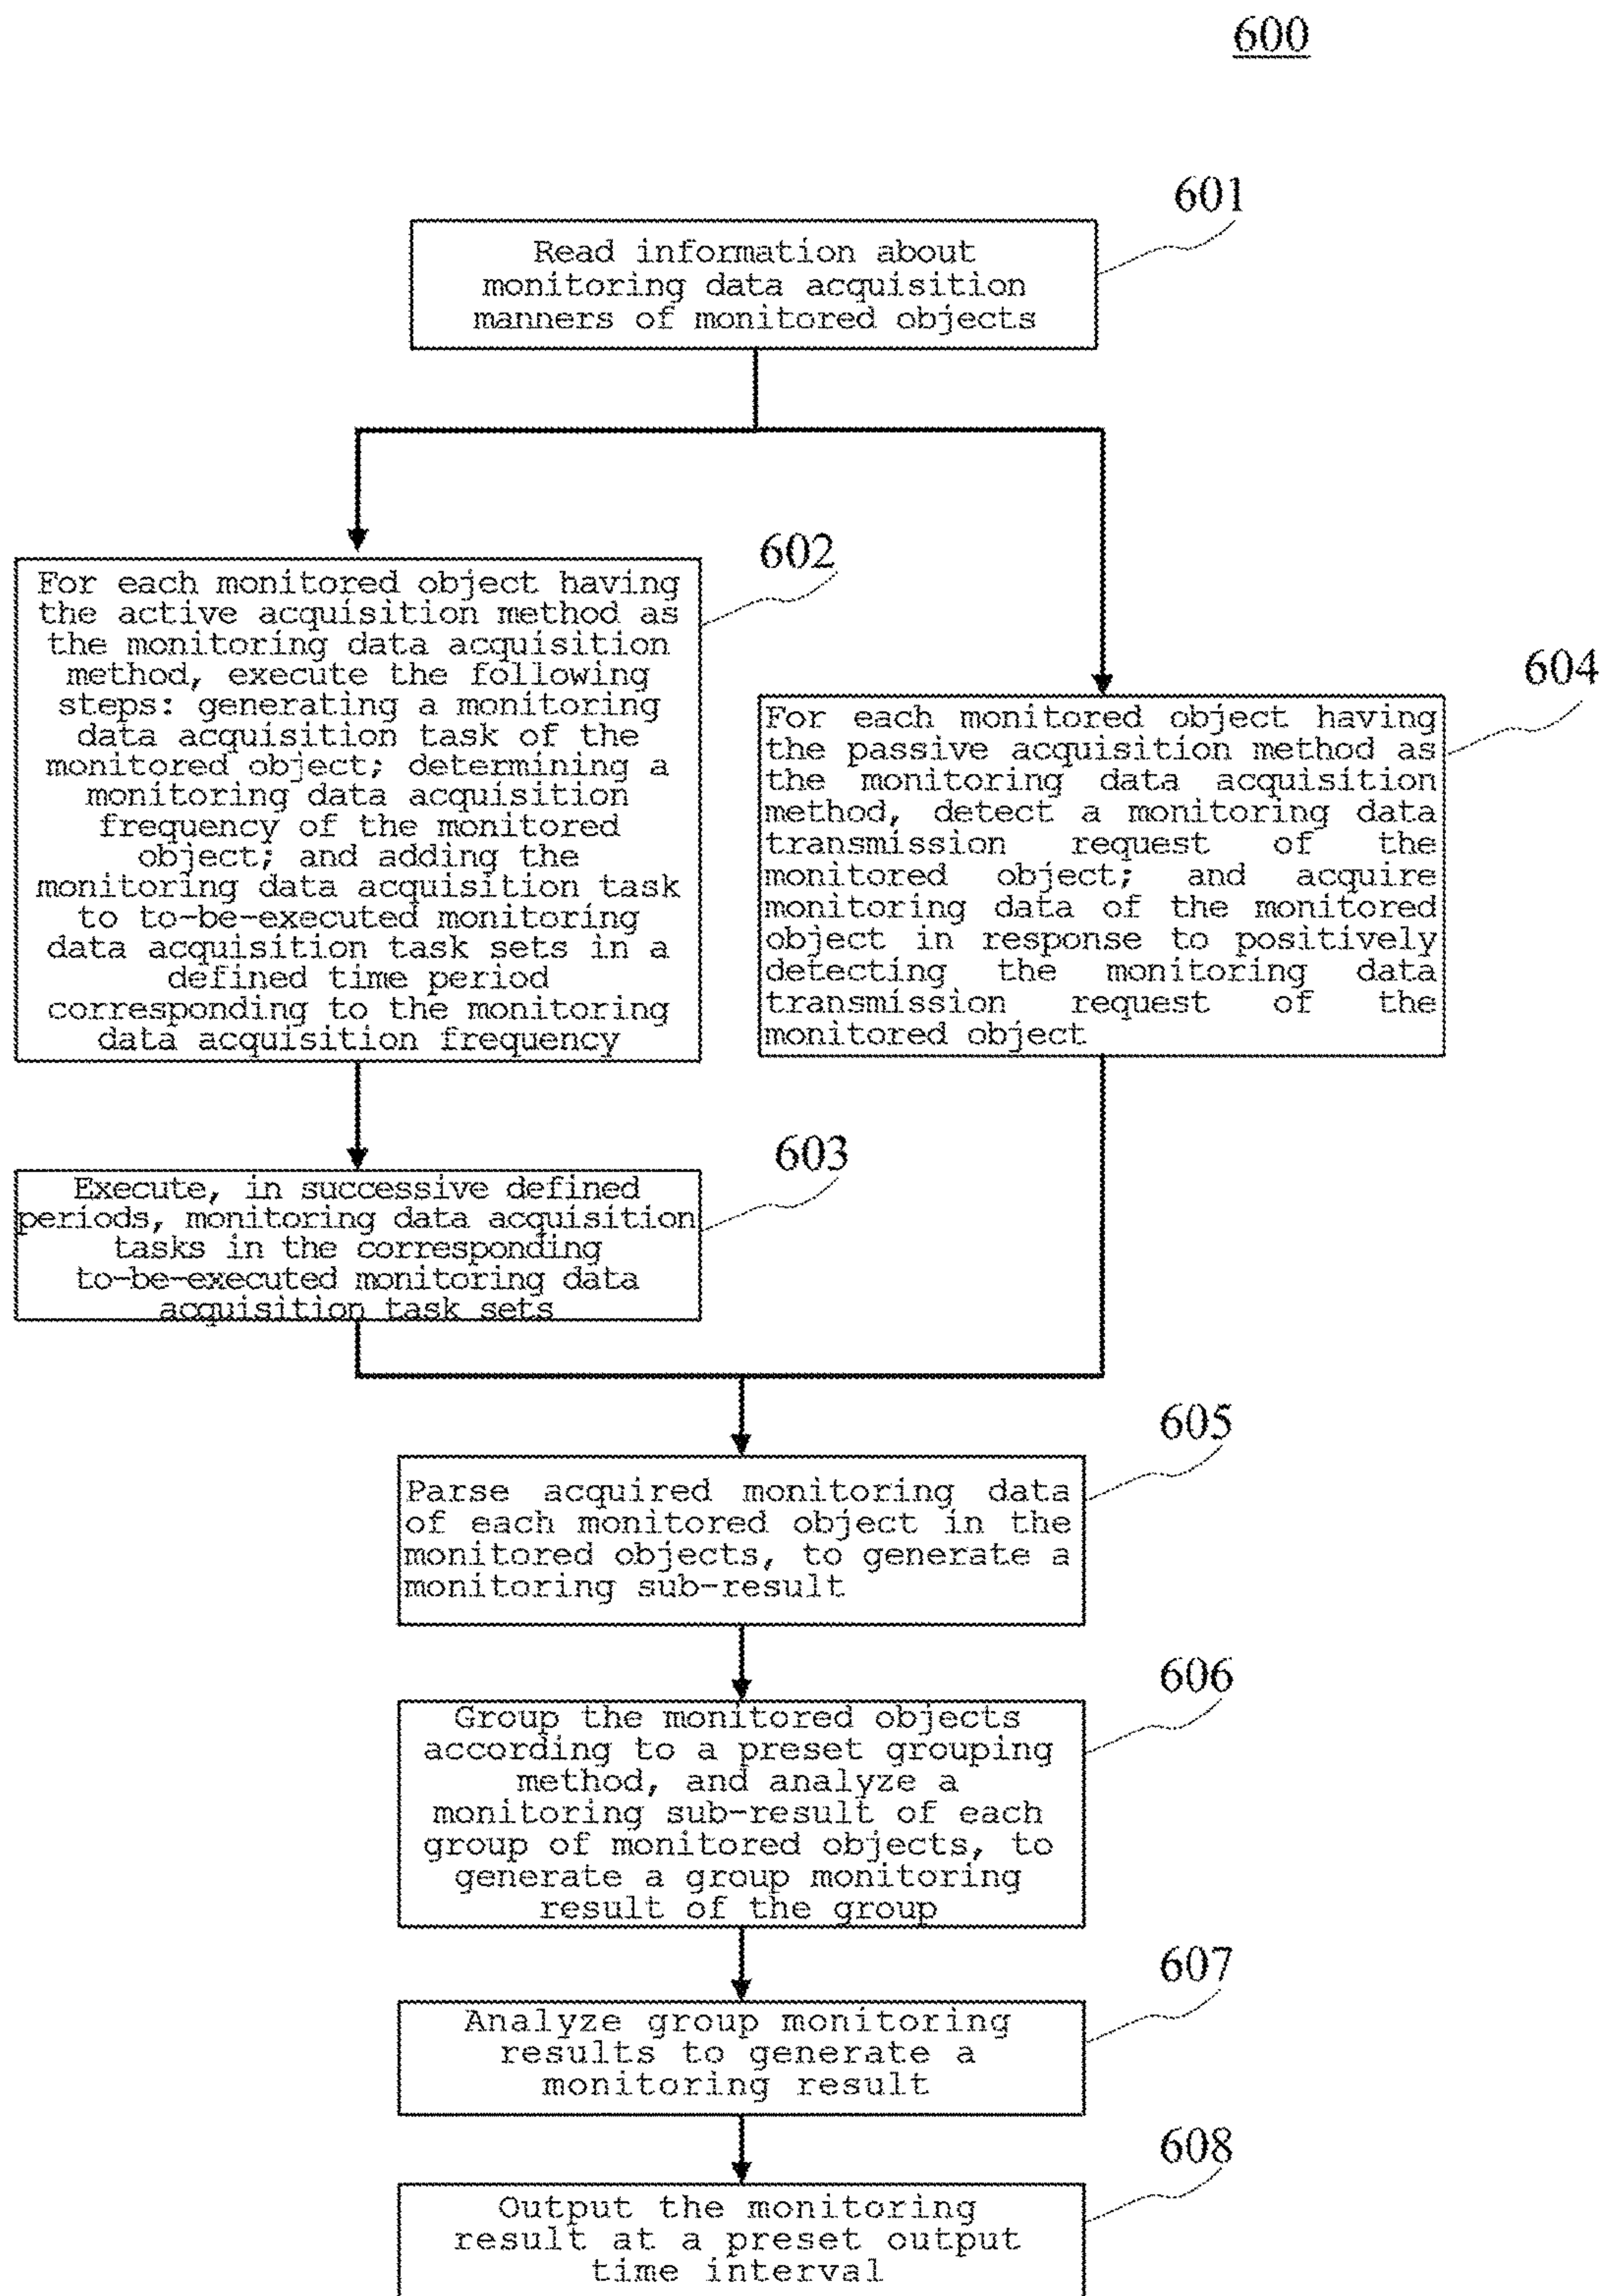 600
601
Read information about
monitoring data acquisition
manners of monitored objects
602
For each monitored object having
the active acquisition method as
the monitoring data acquisition
method, execute the following
steps: generating a monitoring
data acquisition task of the
monitored object; determining a
monitoring data acquisition
frequency of the monitored
object; and adding the
monitoring data acquisition task
to to-be-executed monitoring
data acquisition task sets in a
defined time period
corresponding to the monitoring
data acquisition frequency
604
For each monitored object having
the passive acquisition method as
the monitoring data acquisition
method, detect a monitoring data
transmission request of the
monitored object; and acquire
monitoring data of the monitored
object in response to positively
detecting the monitoring data
transmission request of the
monitored object
603
Execute, in successive defined
periods, monitoring data acquisition
tasks in the corresponding
to-be-executed monitoring data
acquisition task sets
605
Parse acquired monitoring data
of each monitored object in the
monitored objects, to generate a
monitoring sub-result
606
Group the monitored objects
according to a preset grouping
method, and analyze a
monitoring sub-result of each
group of monitored objects, to
generate a group monitoring
result of the group
607
Analyze group monitoring
results to generate a
monitoring result
608
Output the monitoring
result at a preset output
time interval